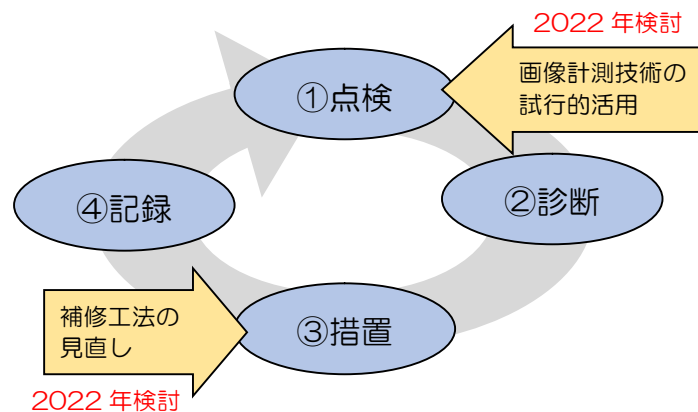 2022 年検討
画像計測技術の
試行的活用
①点検
②診断
④記録
③措置
補修工法の
見直し
2022 年検討